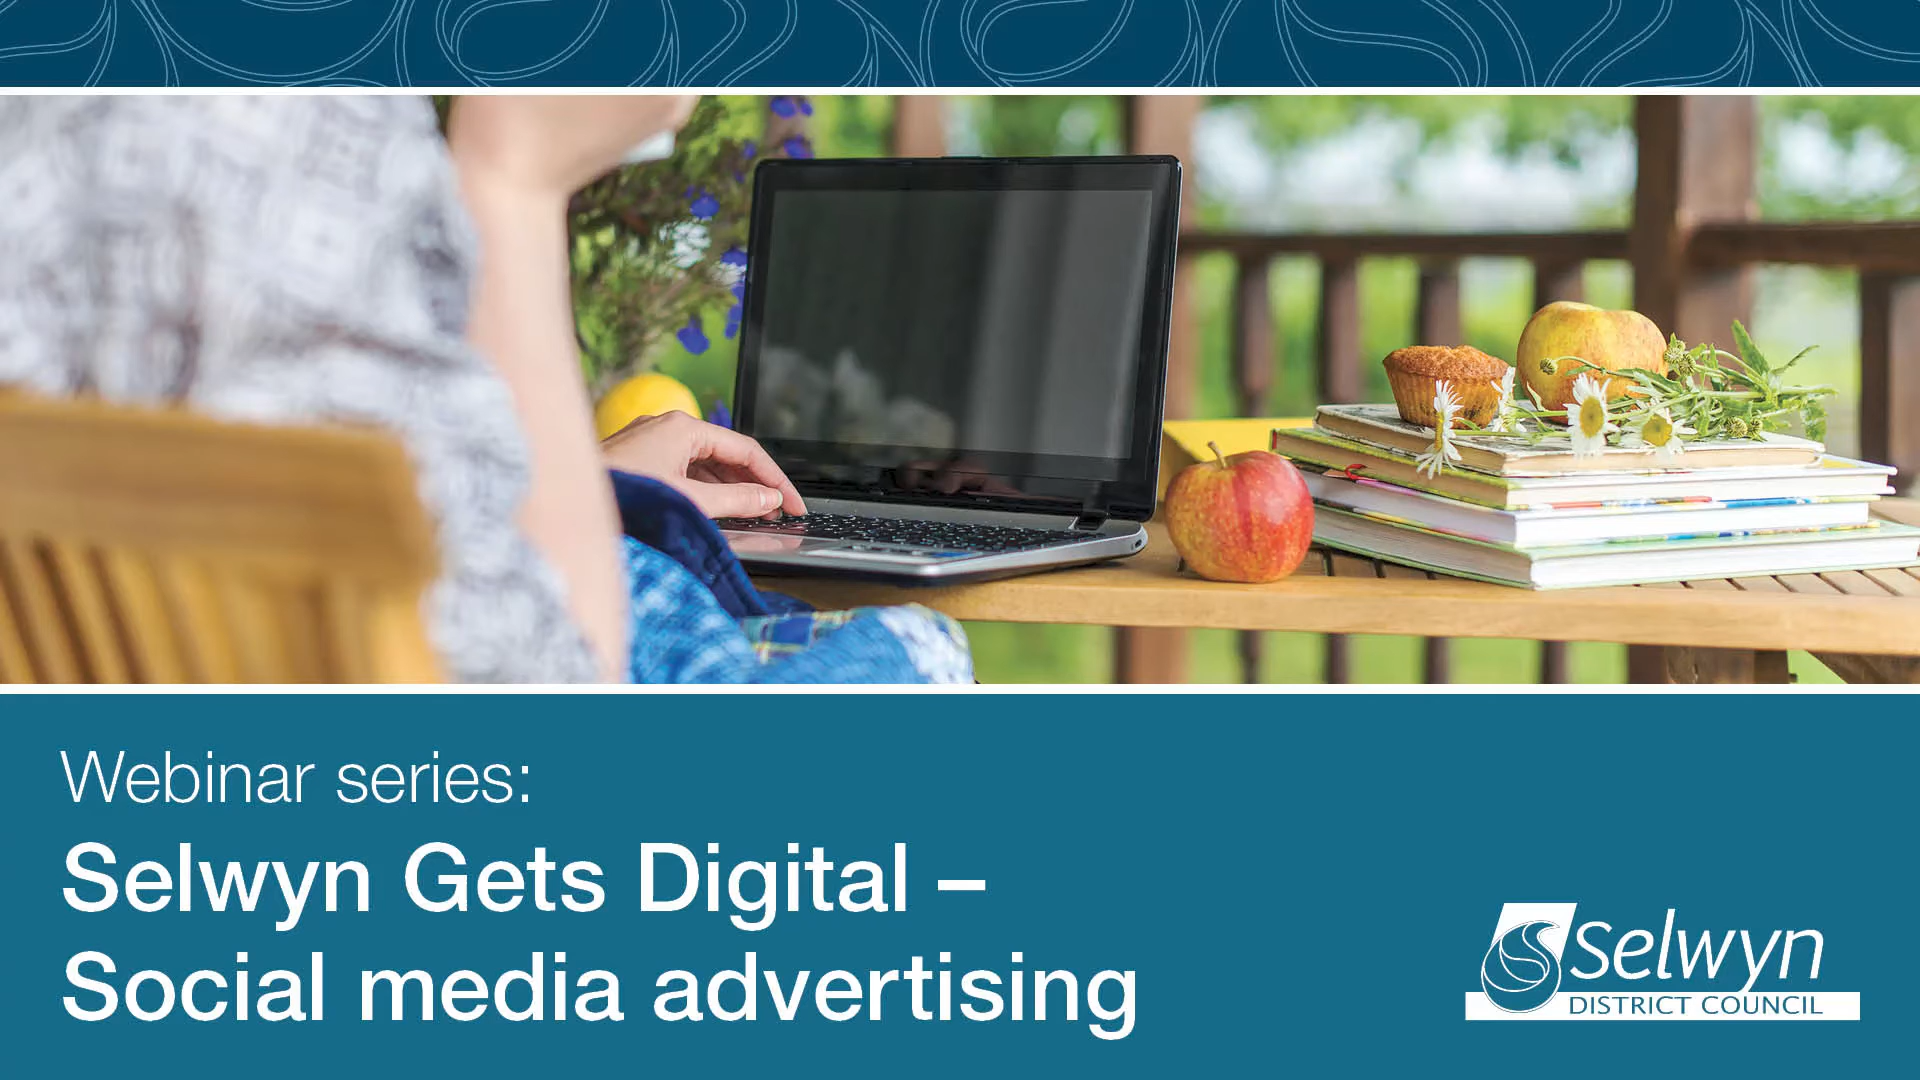 Webinar series:
Selwyn Gets Digital –
Social media advertising
Selwyn
DISTRICT COUNCIL